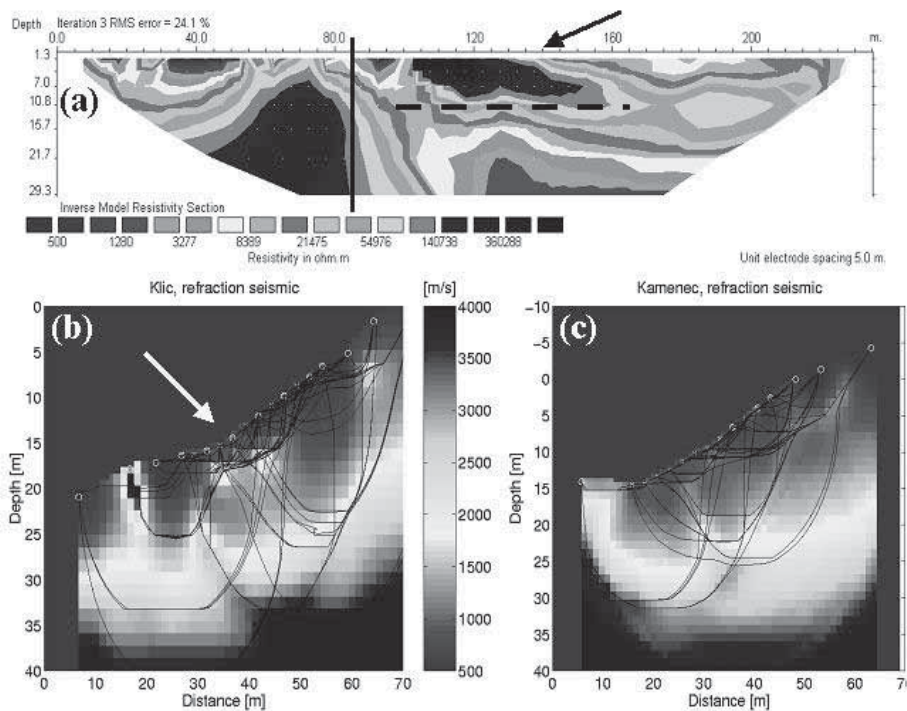 Depth Iteration 3 RMS error = 24.1 %
0.0 40.0 80.0 120 160 200 m.
1.3
7.0
10.8
15.7
21.7
29.3
(a)
Inverse Model Resistivity Section
500 1280 3277 8389 21475 54976 140738 360288
Resistivity in ohm.m
Unit electrode spacing 5.0 m.
Klic, refraction seismic
[m/s]
Kamenec, refraction seismic
(b)
0
5
10
15
20
25
30
35
40
Depth [m]
0 10 20 30 40 50 60 70
Distance [m]
4000
3500
3000
2500
2000
1500
1000
500
(c)
-10
-5
0
5
10
15
20
25
30
35
40
Depth [m]
0 10 20 30 40 50 60 70
Distance [m]